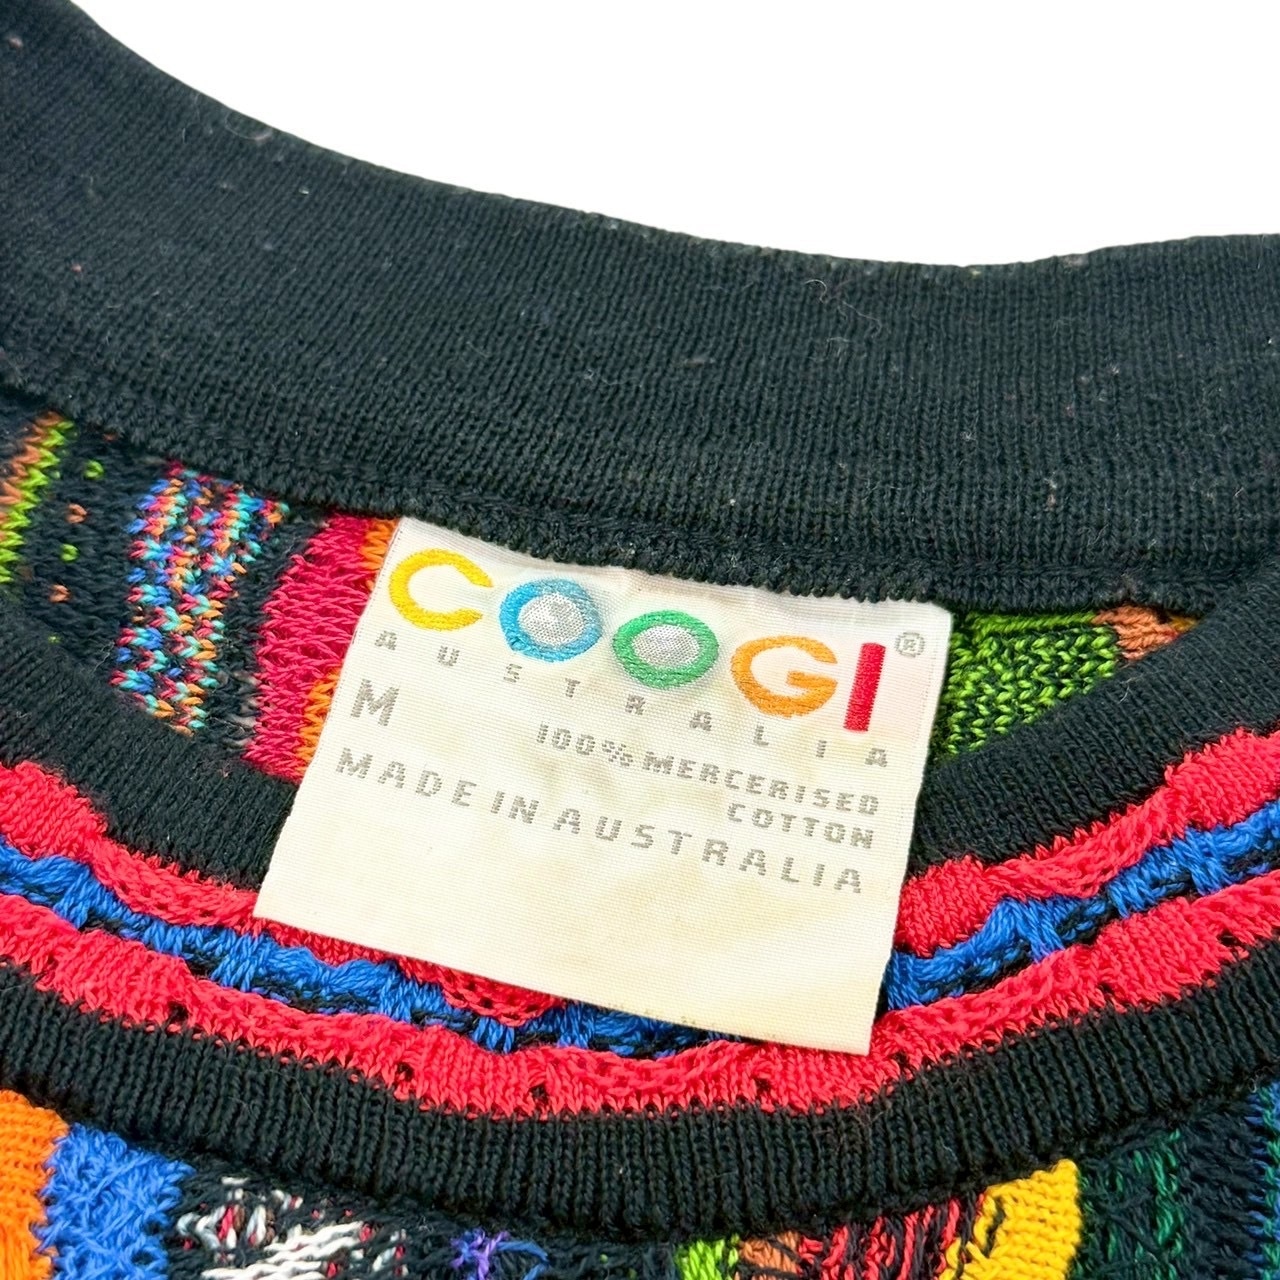 COOGI®
AUSTRALIA
M
100% MERCERISED
COTTON
MADE IN AUSTRALIA